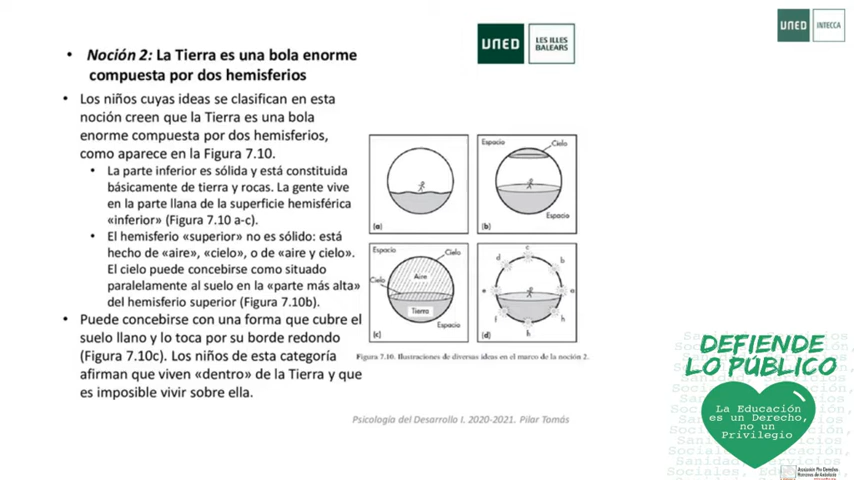 • Noción 2: La Tierra es una bola enorme
compuesta por dos hemisferios
• Los niños cuyas ideas se clasifican en esta
noción creen que la Tierra es una bola
enorme compuesta por dos hemisferios,
como aparece en la Figura 7.10.
• La parte inferior es sólida y está constituida
básicamente de tierra y rocas. La gente vive
en la parte llana de la superficie hemisférica
«inferior» (Figura 7.10 a-c).
• El hemisferio «superior» no es sólido: está
hecho de «aire», «cielo», o de «aire y cielo».
El cielo puede concebirse como situado
paralelamente al suelo en la «parte más alta»
del hemisferio superior (Figura 7.10b).
• Puede concebirse con una forma que cubre el
suelo llano y lo toca por su borde redondo
(Figura 7.10c). Los niños de esta categoría
afirman que viven «dentro» de la Tierra y que
es imposible vivir sobre ella.
UNED
LES ILLES
BALEARS
UNED
INTECCA
(a)
Espacio
Cielo
Espacio
(b)
Espacio
Cielo
Aire
Cielo
Tierra
Espacio
(c)
c
d
b
e
h
h
(d)
Figura 7.10. Ilustraciones de diversas ideas en el marco de la noción 2.
Psicología del Desarrollo I. 2020-2021. Pilar Tomás
DEFIENDE
LO PÚBLICO
La Educación
es un Derecho,
no un
Privilegio